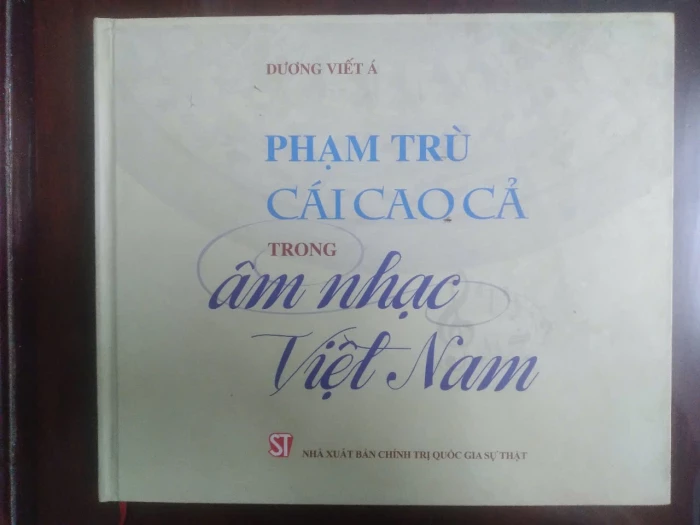 DƯƠNG VIẾT Á
PHẠM TRÙ
CÁI CAO CẢ
TRONG
âm nhạc
Việt Nam
ST NHÀ XUẤT BẢN CHÍNH TRỊ QUỐC GIA SỰ THẬT